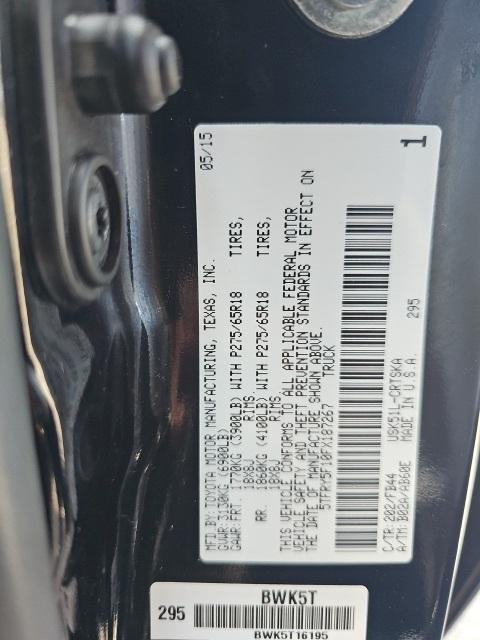 MFD.BY:TOYOTA MOTOR MANUFACTURING, TEXAS, INC. 05/15
GVWR:3130KG (6900LB)
GAWR:FRT. 1770KG (3900LB) WITH P275/65R18 TIRES,
18X8J RIMS,
RR. 1860KG (4100LB) WITH P275/65R18 TIRES,
18X8J RIMS.
THIS VEHICLE CONFORMS TO ALL APPLICABLE FEDERAL MOTOR
VEHICLE SAFETY AND THEFT PREVENTION STANDARDS IN EFFECT ON
THE DATE OF MANUFACTURE SHOWN ABOVE.
5TFRY5F10FX187267 TRUCK
C/TR:202/FB44 USK51L-CRTSKA 295
A/TM:B02A/AB60E MADE IN U.S.A. 1
BWK5T
295
BWK5T16195